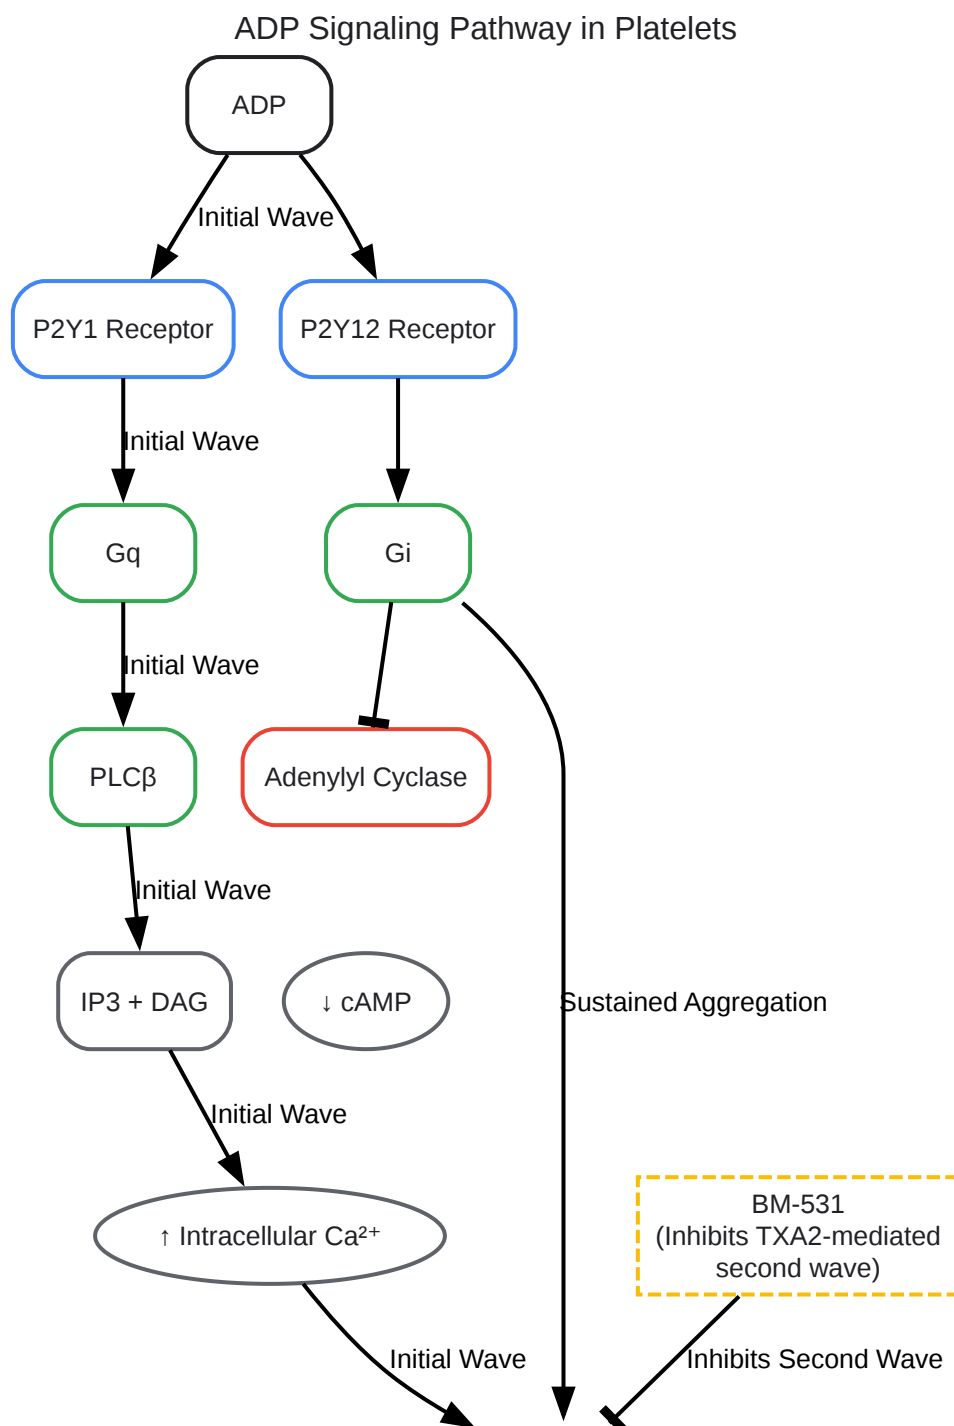 ADP Signaling Pathway in Platelets
ADP
Initial Wave
P2Y1 Receptor
P2Y12 Receptor
Initial Wave
Gq
Gi
Initial Wave
PLCβ
Adenylyl Cyclase
Initial Wave
IP3 + DAG
↓ cAMP
Sustained Aggregation
Initial Wave
BM-531
(Inhibits TXA2-mediated
second wave)
↑ Intracellular Ca²⁺
Initial Wave
Inhibits Second Wave